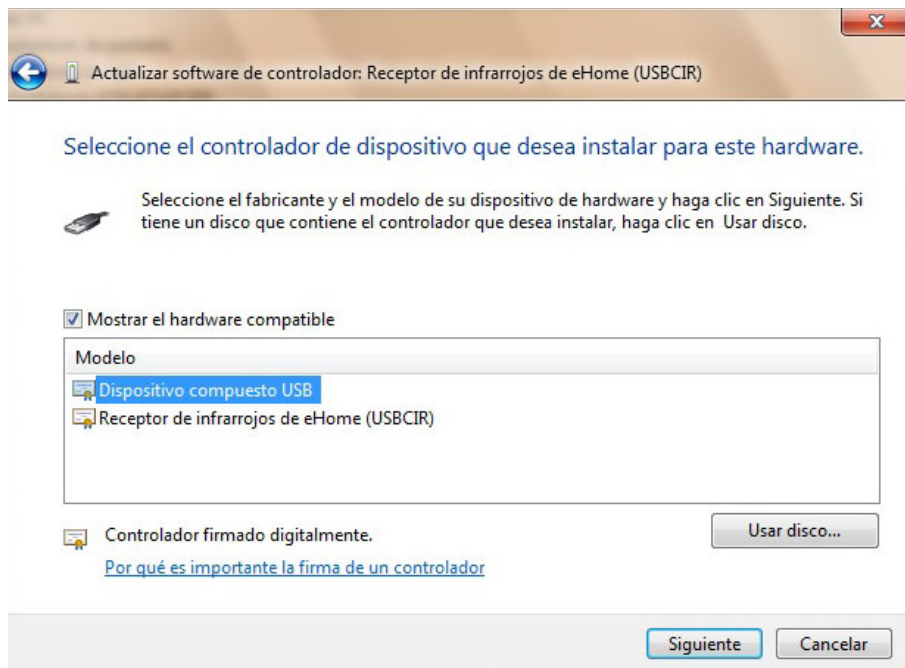 Actualizar software de controlador: Receptor de infrarrojos de eHome (USBCIR)
Seleccione el controlador de dispositivo que desea instalar para este hardware.
Seleccione el fabricante y el modelo de su dispositivo de hardware y haga clic en Siguiente. Si
tiene un disco que contiene el controlador que desea instalar, haga clic en Usar disco.
Mostrar el hardware compatible
Modelo
Dispositivo compuesto USB
Receptor de infrarrojos de eHome (USBCIR)
Controlador firmado digitalmente.
Usar disco...
Por qué es importante la firma de un controlador
Siguiente
Cancelar